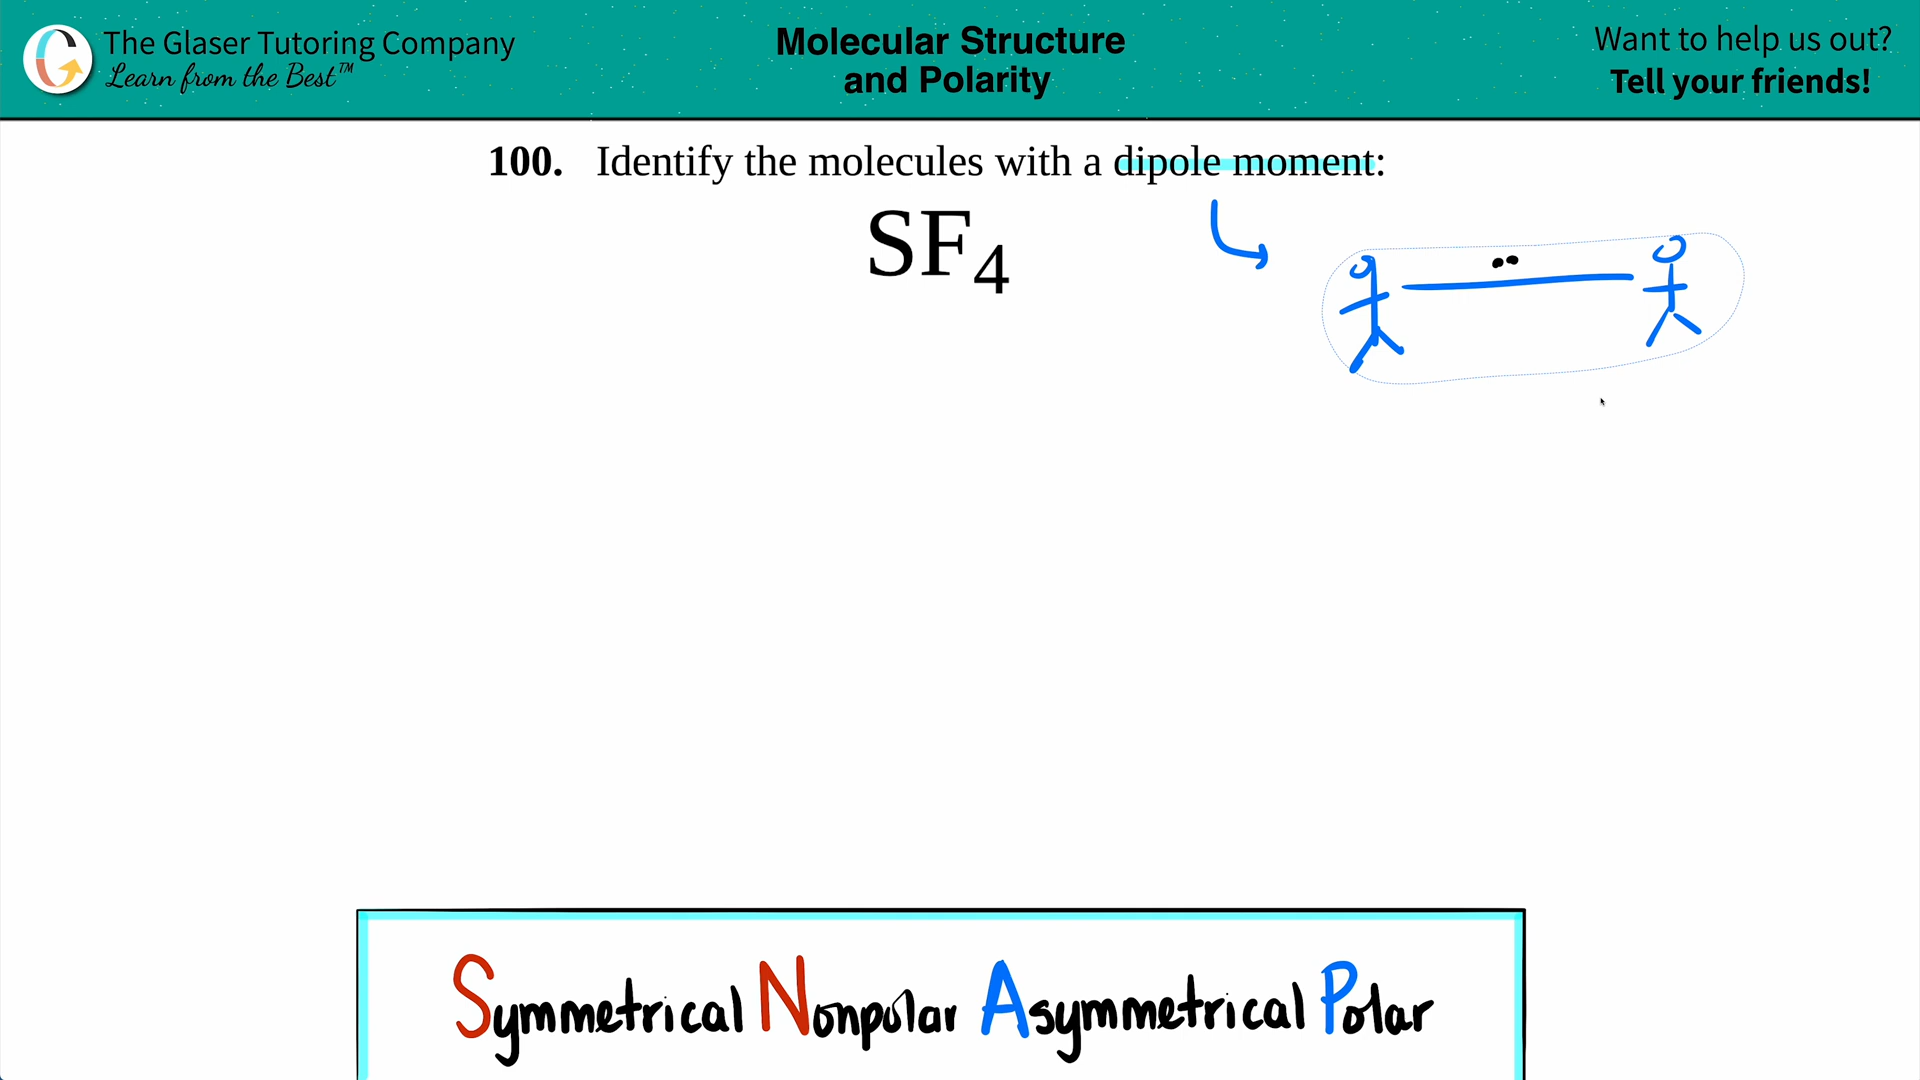 The Glaser Tutoring Company
Learn from the Best™
Molecular Structure
and Polarity
Want to help us out?
Tell your friends!
100. Identify the molecules with a dipole moment:
SF₄
Symmetrical Nonpolar Asymmetrical Polar